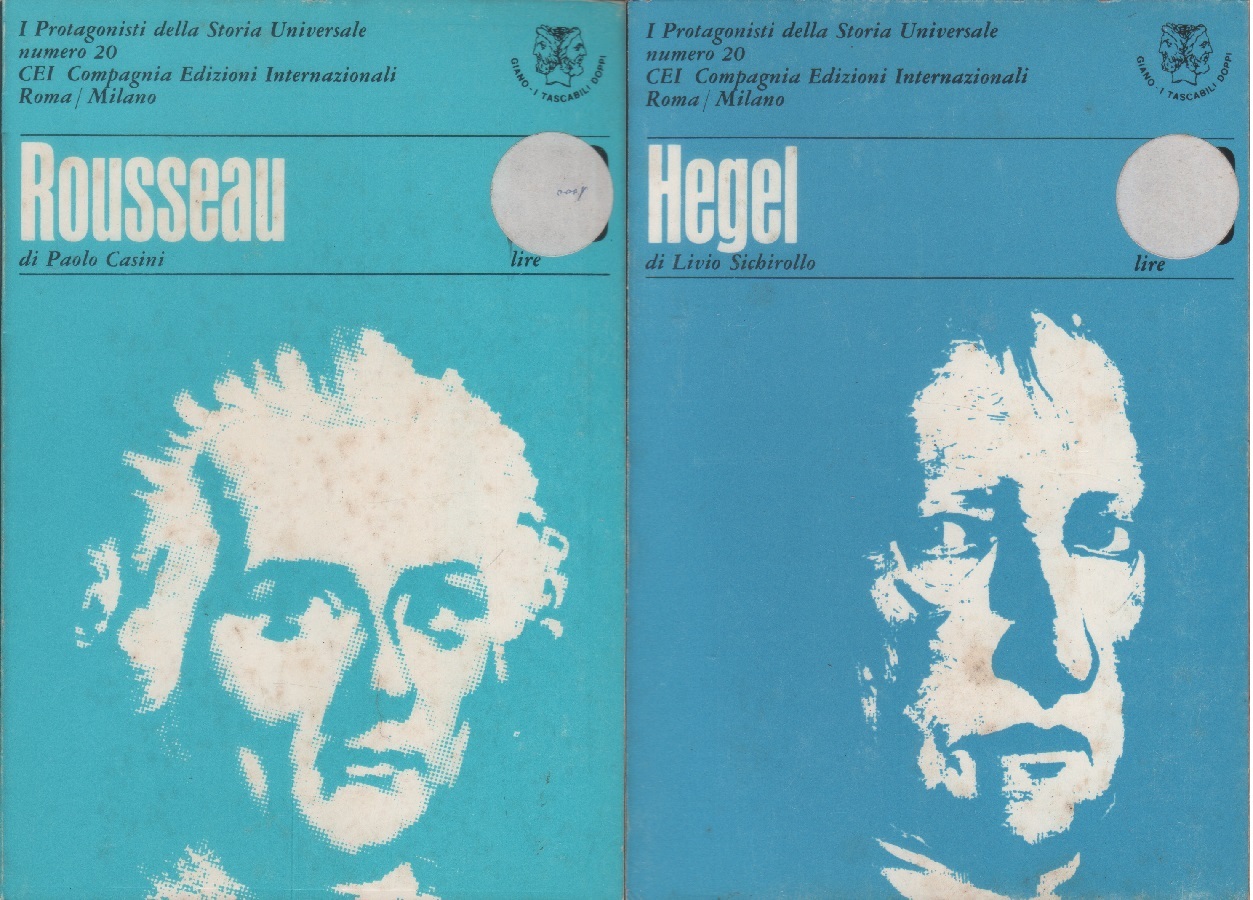 I Protagonisti della Storia Universale
numero 20
CEI Compagnia Edizioni Internazionali
Roma / Milano
GIANO - I TASCABILI DOPPI
Rousseau
di Paolo Casini
lire
I Protagonisti della Storia Universale
numero 20
CEI Compagnia Edizioni Internazionali
Roma / Milano
GIANO - I TASCABILI DOPPI
Hegel
di Livio Sichirollo
lire